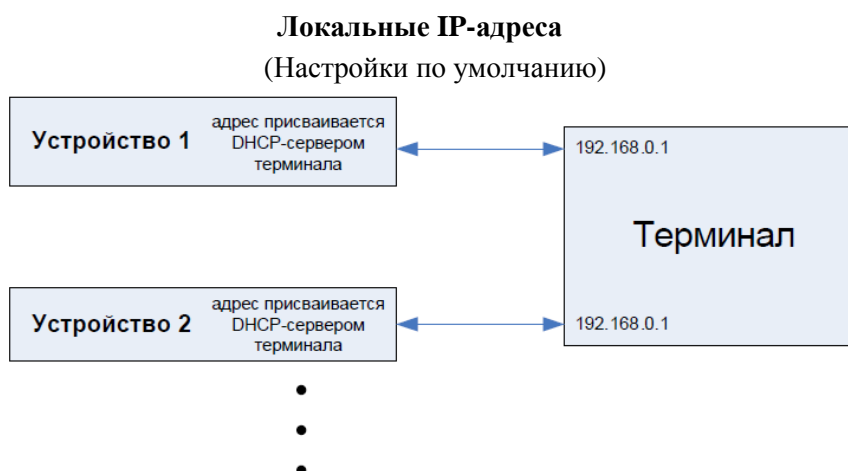 Локальные IP-адреса
(Настройки по умолчанию)
Устройство 1
адрес присваивается
DHCP-сервером
терминала
192.168.0.1
Терминал
Устройство 2
адрес присваивается
DHCP-сервером
терминала
192.168.0.1